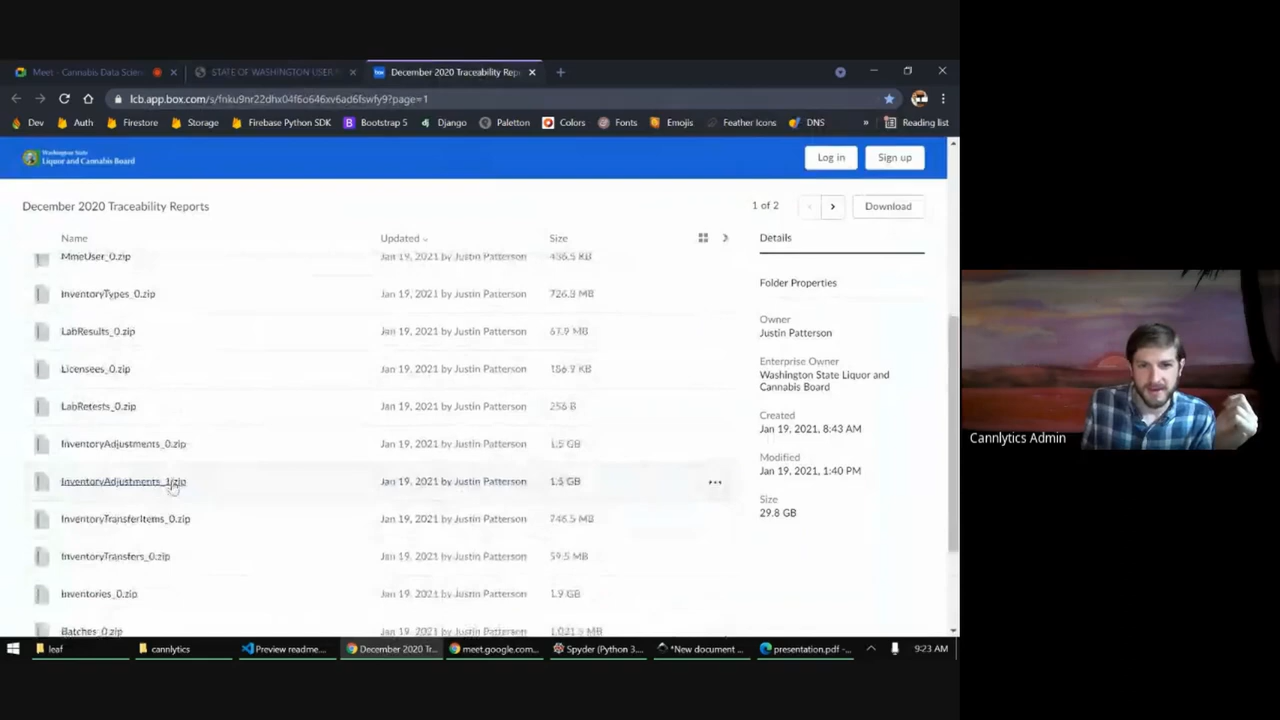 Meet - Cannabis Data Scien
STATE OF WASHINGTON USER
December 2020 Traceability Rep
lcb.app.box.com/s/fnku9nr22dhx04f6o646xv6ad6fswfy9?page=1
Dev
Auth
Firestore
Storage
Firebase Python SDK
Bootstrap 5
Django
Paletton
Colors
Fonts
Emojis
Feather Icons
DNS
»
Reading list
Washington State
Liquor and Cannabis Board
Log in
Sign up
December 2020 Traceability Reports
1 of 2
Download
Name
Updated
Size
Details
MmeUser_0.zip
Jan 19, 2021 by Justin Patterson
InventoryTypes_0.zip
Jan 19, 2021 by Justin Patterson
LabResults_0.zip
Jan 19, 2021 by Justin Patterson
67.9 MB
Licensees_0.zip
Jan 19, 2021 by Justin Patterson
LabRetests_0.zip
Jan 19, 2021 by Justin Patterson
256 B
InventoryAdjustments_0.zip
Jan 19, 2021 by Justin Patterson
1.5 GB
InventoryAdjustments_1.zip
Jan 19, 2021 by Justin Patterson
InventoryTransferItems_0.zip
Jan 19, 2021 by Justin Patterson
746.5 MB
InventoryTransfers_0.zip
Jan 19, 2021 by Justin Patterson
59.5 MB
Inventories_0.zip
Jan 19, 2021 by Justin Patterson
1.9 GB
Batches_0.zip
Jan 19, 2021 by Justin Patterson
Folder Properties
Owner
Justin Patterson
Enterprise Owner
Washington State Liquor and
Cannabis Board
Created
Jan 19, 2021, 8:43 AM
Modified
Jan 19, 2021, 1:40 PM
Size
29.8 GB
Cannlytics Admin
leaf
cannlytics
Preview readme...
December 2020 Tr...
meet.google.com...
Spyder (Python 3....
*New document ...
presentation.pdf -...
9:23 AM